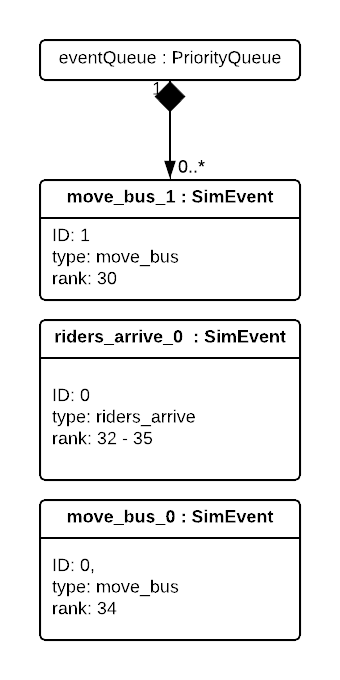 eventQueue : PriorityQueue
1
0..*
move_bus_1 : SimEvent
ID: 1
type: move_bus
rank: 30
riders_arrive_0 : SimEvent
ID: 0
type: riders_arrive
rank: 32 - 35
move_bus_0 : SimEvent
ID: 0,
type: move_bus
rank: 34